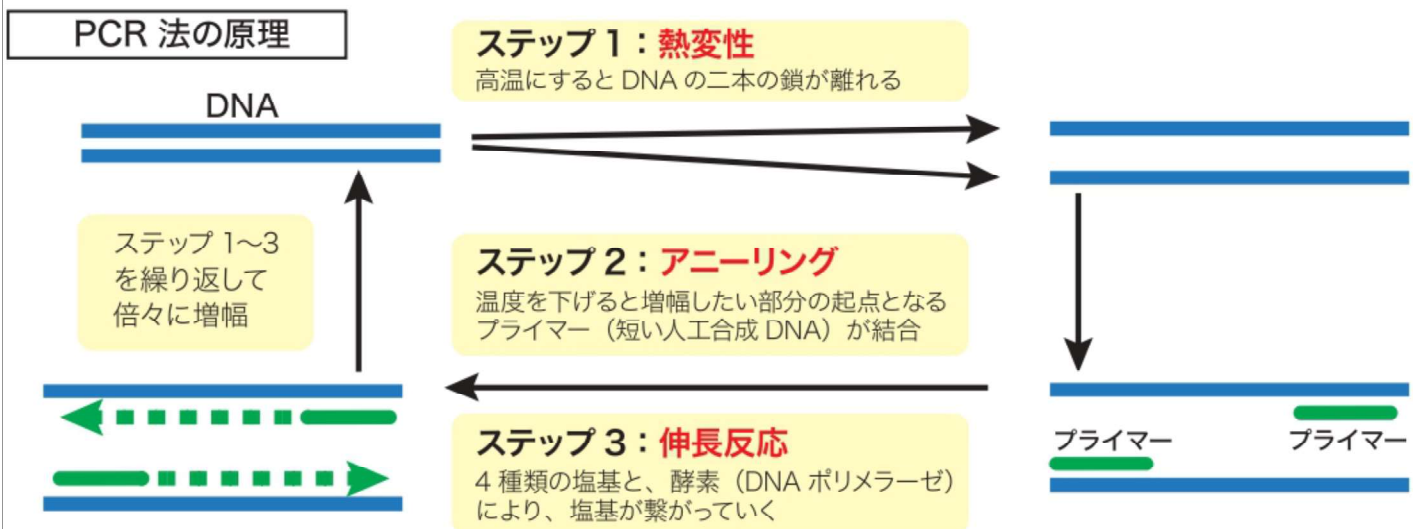 PCR 法の原理
DNA
ステップ 1：熱変性
高温にすると DNA の二本の鎖が離れる
ステップ 1〜3
を繰り返して
倍々に増幅
ステップ 2：アニーリング
温度を下げると増幅したい部分の起点となる
プライマー（短い人工合成 DNA）が結合
ステップ 3：伸長反応
4 種類の塩基と、酵素（DNA ポリメラーゼ）
により、塩基が繋がっていく
プライマー
プライマー